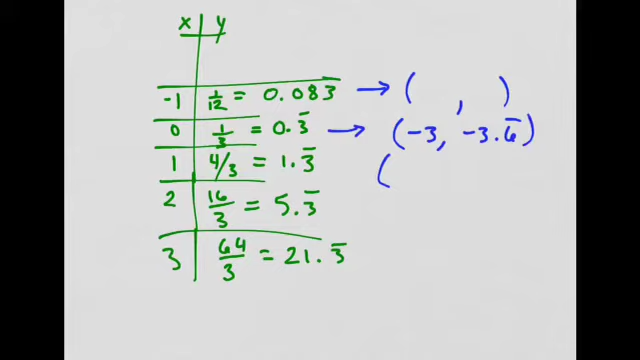 x y
-1 1/12 = 0.083̅ → ( , )
0 1/3 = 0.3̅ → (-3, -3.6̅)
1 4/3 = 1.3̅ (
2 16/3 = 5.3̅
3 64/3 = 21.3̅